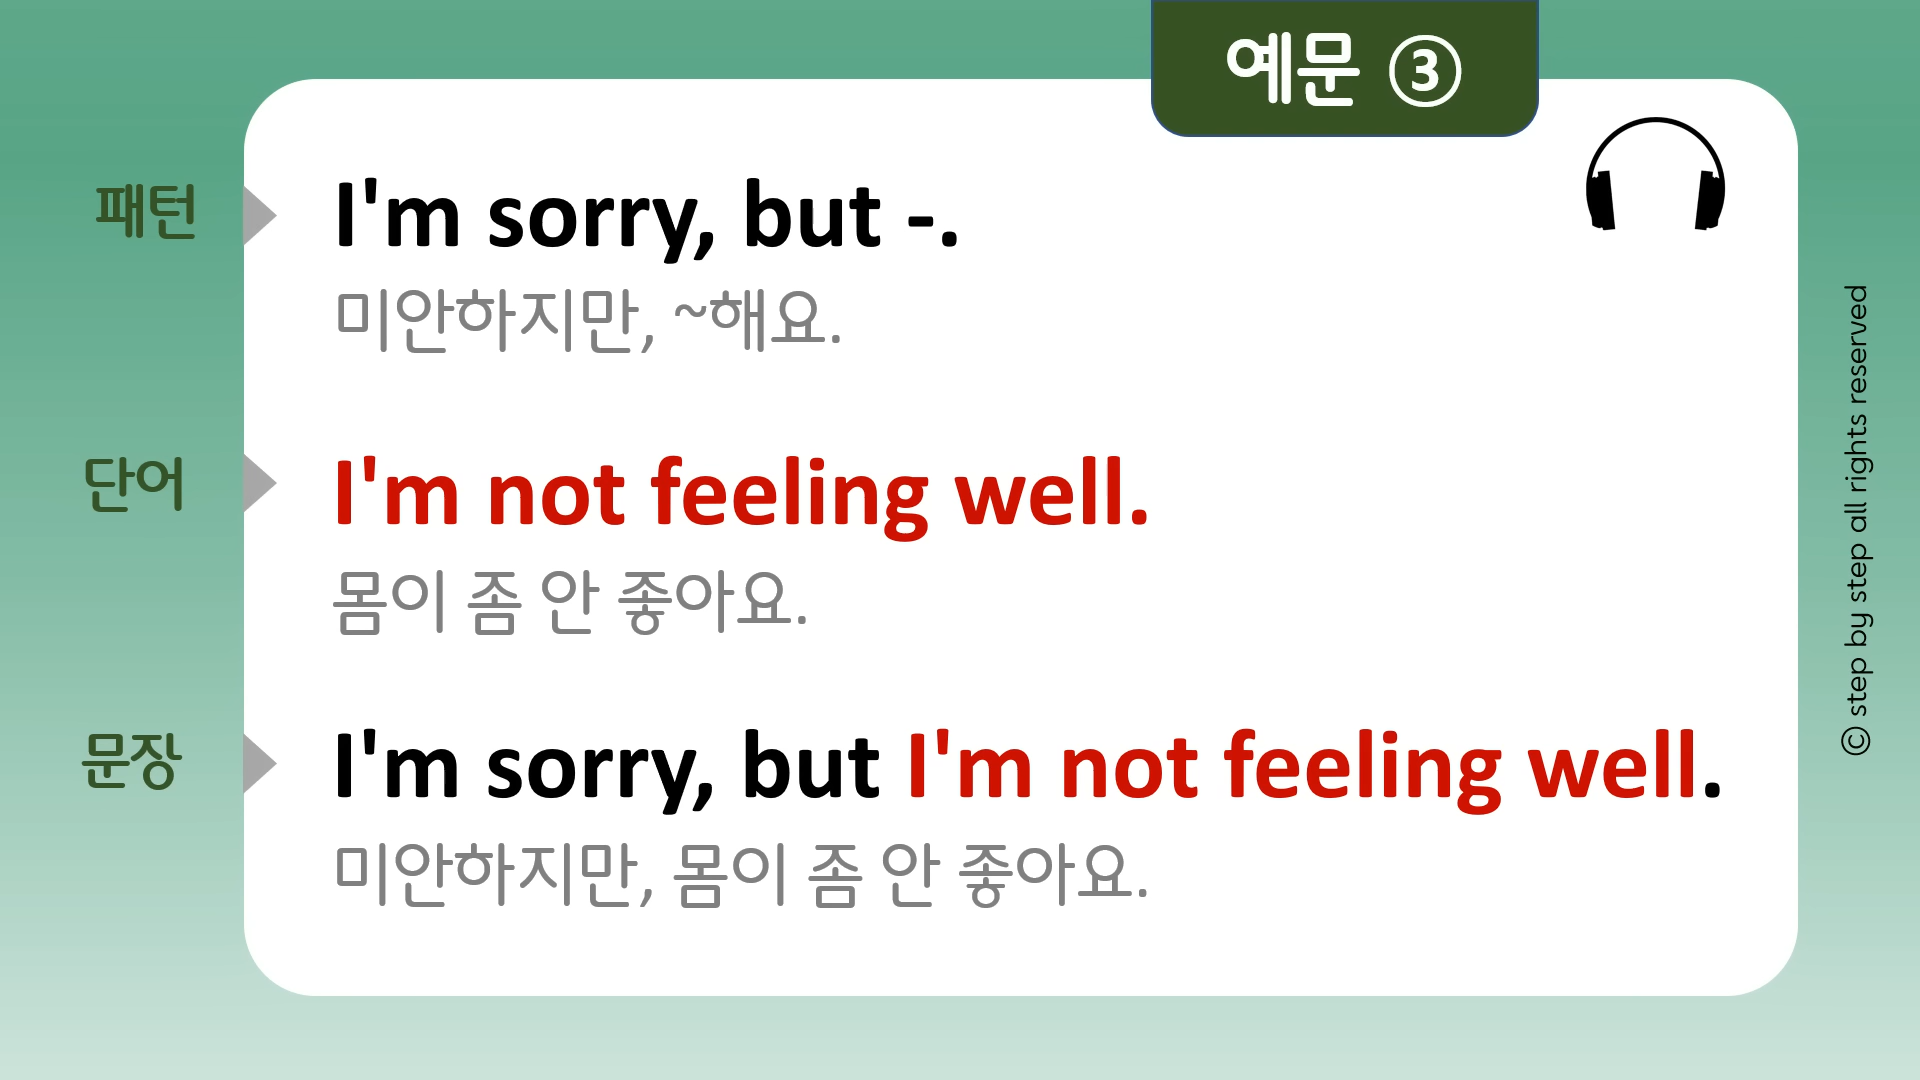 예문 ③
패턴
I'm sorry, but -.
미안하지만, ~해요.
단어
I'm not feeling well.
몸이 좀 안 좋아요.
문장
I'm sorry, but I'm not feeling well.
미안하지만, 몸이 좀 안 좋아요.
© step by step all rights reserved